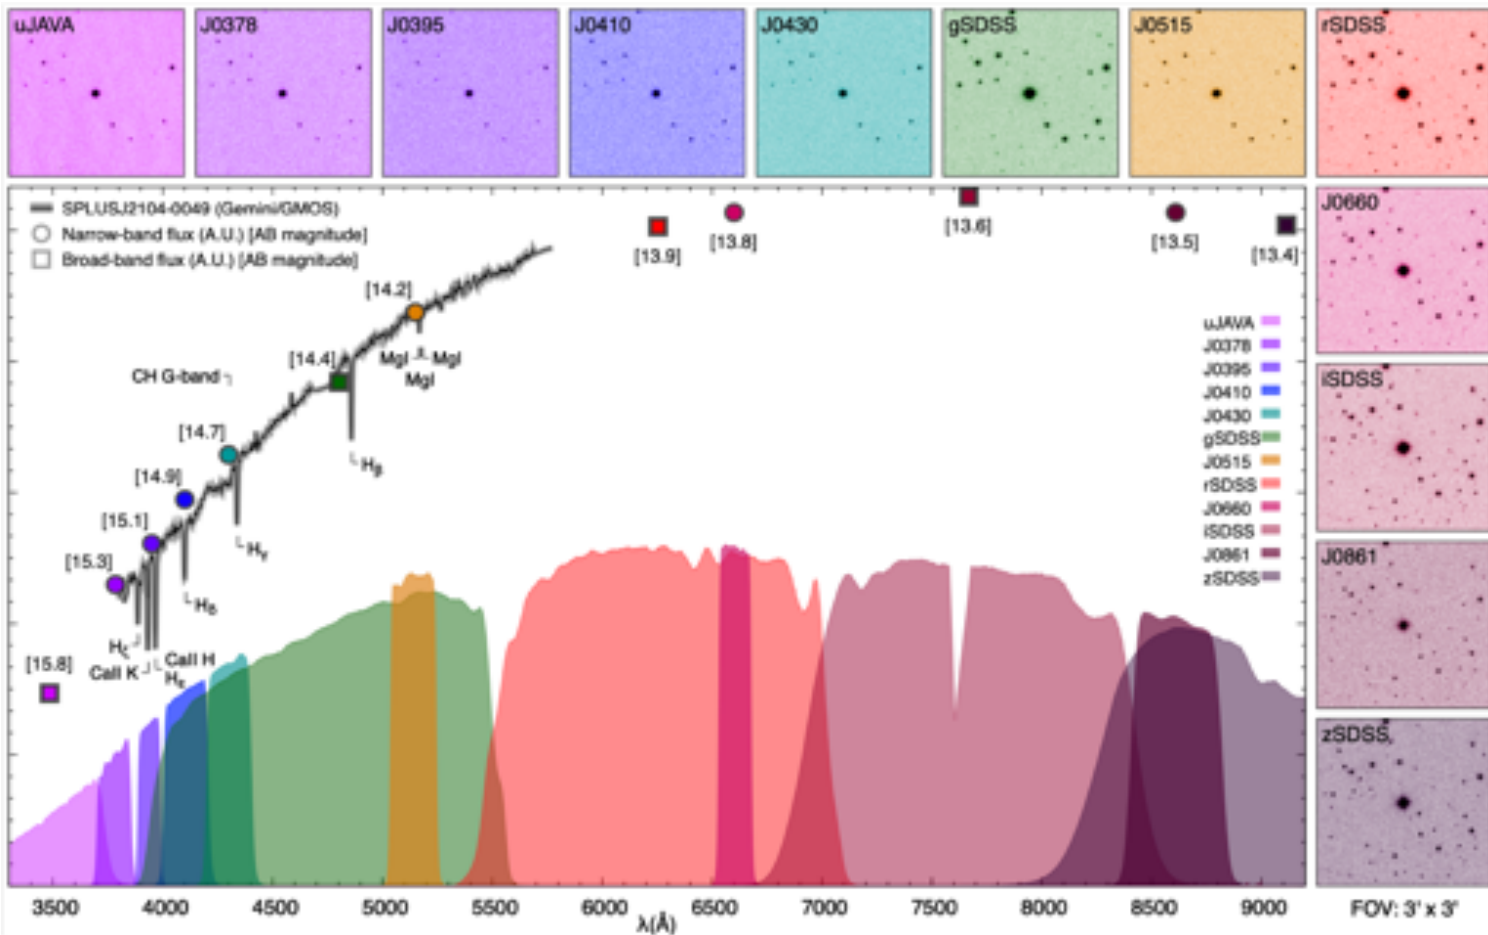 uJAVA
J0378
J0395
J0410
J0430
gSDSS
J0515
rSDSS
SPLUSJ2104-0049 (Gemini/GMOS)
Narrow-band flux (A.U.) [AB magnitude]
Broad-band flux (A.U.) [AB magnitude]
[13.9]
[13.8]
[13.6]
[13.5]
[13.4]
[14.2]
MgI MgI
MgI
[14.4]
CH G-band
[14.7]
Hβ
[14.9]
[15.1]
Hγ
[15.3]
Hδ
Hζ
CaII K
CaII H
Hε
[15.8]
uJAVA
J0378
J0395
J0410
J0430
gSDSS
J0515
rSDSS
J0660
iSDSS
J0861
zSDSS
J0660
iSDSS
J0861
zSDSS
3500 4000 4500 5000 5500 6000 6500 7000 7500 8000 8500 9000
λ(Å)
FOV: 3' x 3'